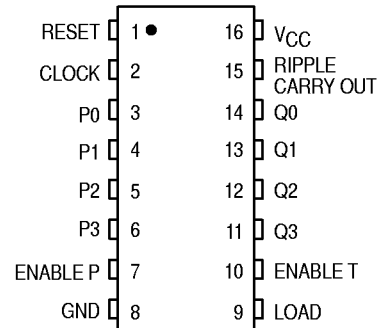 RESET 1 16 VCC
CLOCK 2 15 RIPPLE
CARRY OUT
P0 3 14 Q0
P1 4 13 Q1
P2 5 12 Q2
P3 6 11 Q3
ENABLE P 7 10 ENABLE T
GND 8 9 LOAD